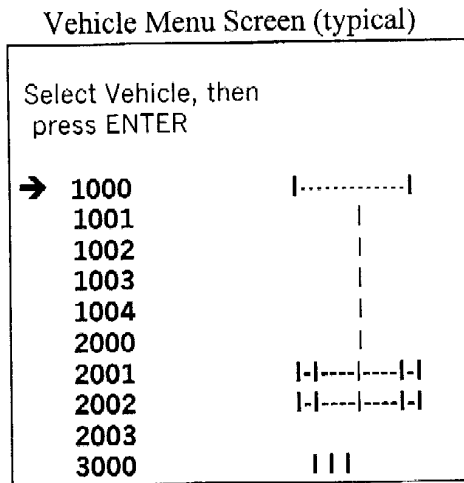 Vehicle Menu Screen (typical)
Select Vehicle, then
press ENTER
➔ 1000 |............|
1001 |
1002 |
1003 |
1004 |
2000 |
2001 |-|----|----|-|
2002 |-|----|----|-|
2003
3000 | | |